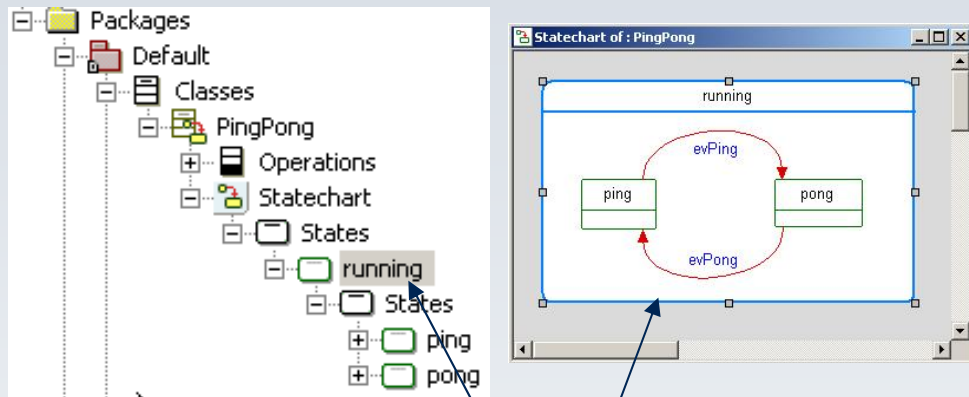 Packages
Default
Classes
PingPong
Operations
Statechart
States
running
States
ping
pong
Statechart of : PingPong
running
evPing
ping
pong
evPong